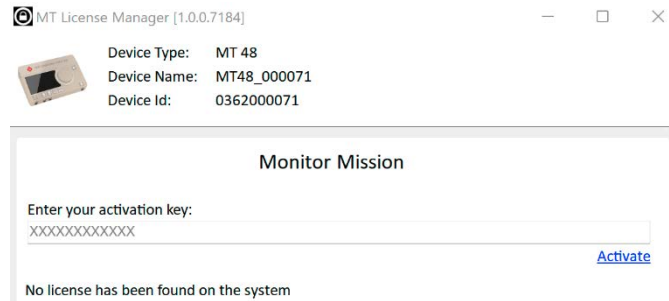 MT License Manager [1.0.0.7184]
Device Type: MT 48
Device Name: MT48_000071
Device Id: 0362000071
Monitor Mission
Enter your activation key:
XXXXXXXXXXXX
Activate
No license has been found on the system